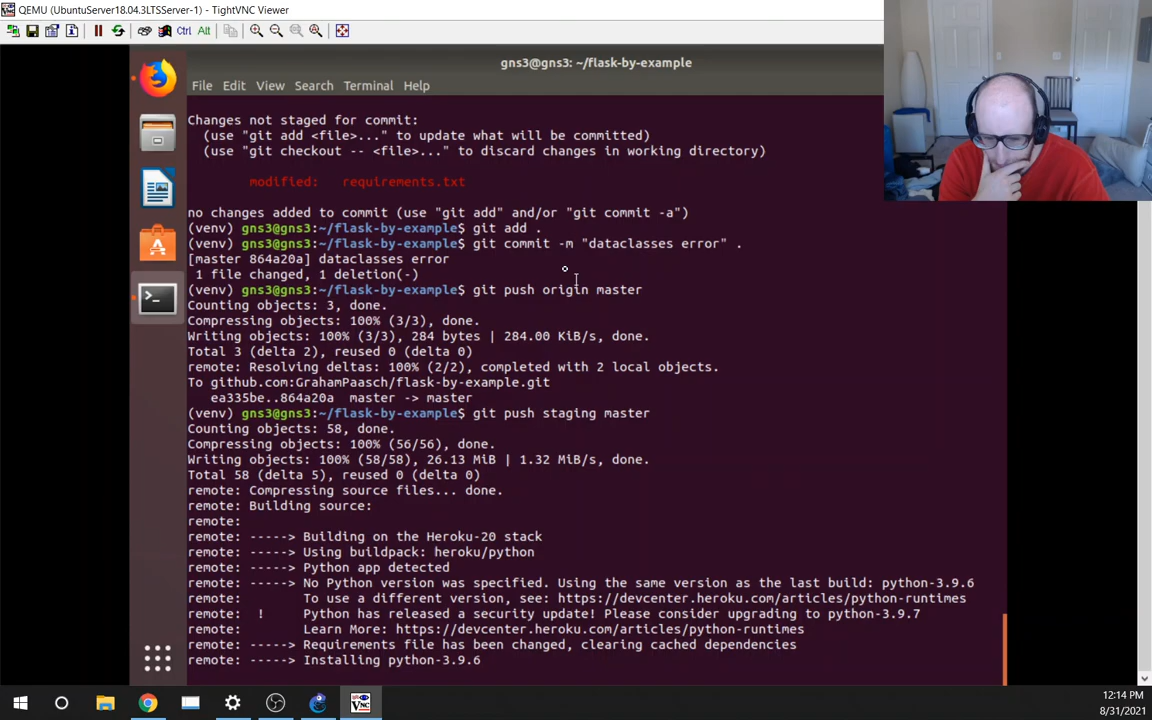 QEMU (UbuntuServer18.04.3LTSServer-1) - TightVNC Viewer
Ctrl Alt
gns3@gns3: ~/flask-by-example
File Edit View Search Terminal Help
Changes not staged for commit:
(use "git add <file>..." to update what will be committed)
(use "git checkout -- <file>..." to discard changes in working directory)
modified: requirements.txt
no changes added to commit (use "git add" and/or "git commit -a")
(venv) gns3@gns3:~/flask-by-example$ git add .
(venv) gns3@gns3:~/flask-by-example$ git commit -m "dataclasses error" .
[master 864a20a] dataclasses error
1 file changed, 1 deletion(-)
(venv) gns3@gns3:~/flask-by-example$ git push origin master
Counting objects: 3, done.
Compressing objects: 100% (3/3), done.
Writing objects: 100% (3/3), 284 bytes | 284.00 KiB/s, done.
Total 3 (delta 2), reused 0 (delta 0)
remote: Resolving deltas: 100% (2/2), completed with 2 local objects.
To github.com:GrahamPaasch/flask-by-example.git
ea335be..864a20a master -> master
(venv) gns3@gns3:~/flask-by-example$ git push staging master
Counting objects: 58, done.
Compressing objects: 100% (56/56), done.
Writing objects: 100% (58/58), 26.13 MiB | 1.32 MiB/s, done.
Total 58 (delta 5), reused 0 (delta 0)
remote: Compressing source files... done.
remote: Building source:
remote:
remote: -----> Building on the Heroku-20 stack
remote: -----> Using buildpack: heroku/python
remote: -----> Python app detected
remote: -----> No Python version was specified. Using the same version as the last build: python-3.9.6
remote: To use a different version, see: https://devcenter.heroku.com/articles/python-runtimes
remote: ! Python has released a security update! Please consider upgrading to python-3.9.7
remote: Learn More: https://devcenter.heroku.com/articles/python-runtimes
remote: -----> Requirements file has been changed, clearing cached dependencies
remote: -----> Installing python-3.9.6
12:14 PM
8/31/2021